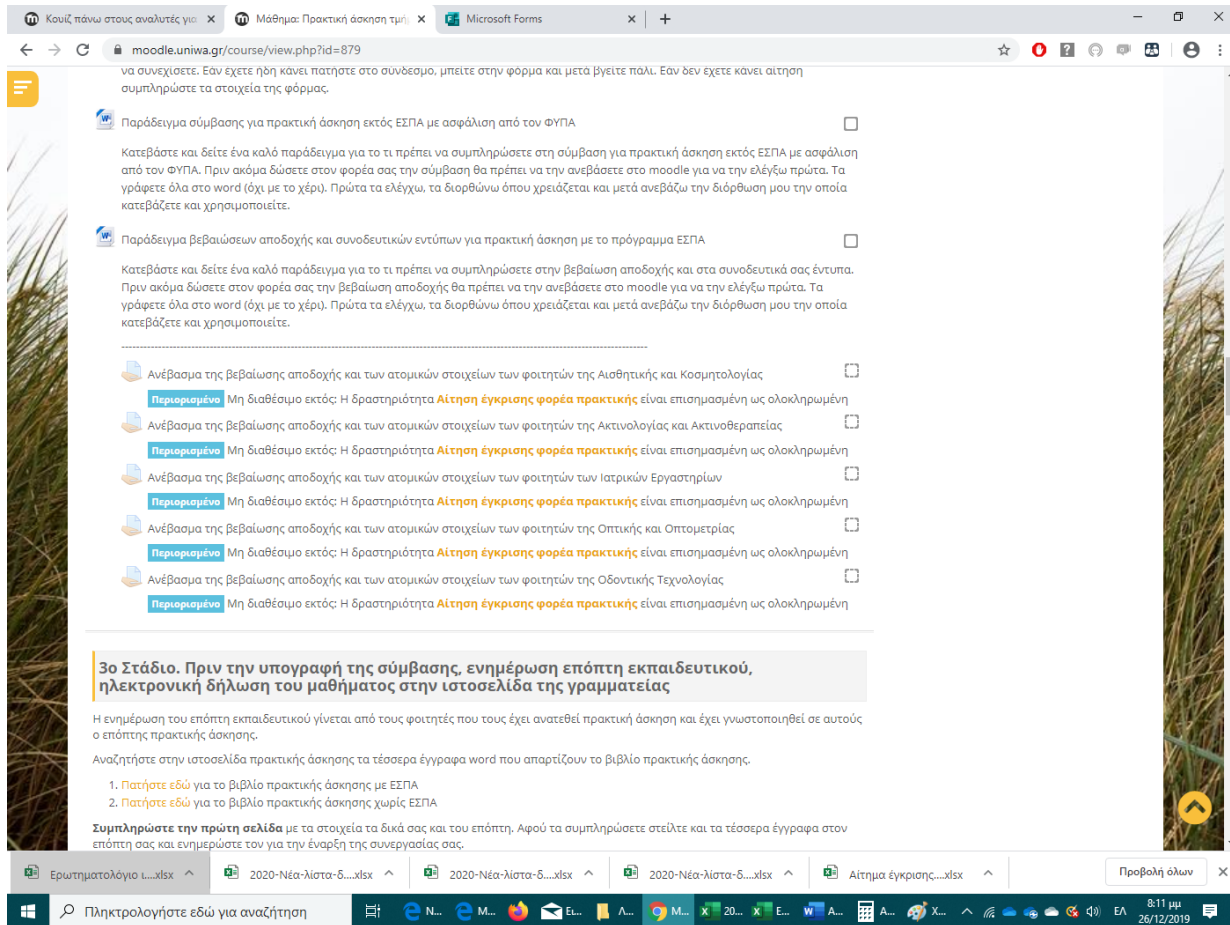 Κουίζ πάνω στους αναλυτές για
Μάθημα: Πρακτική άσκηση τμή
Microsoft Forms
moodle.uniwa.gr/course/view.php?id=879
να συνεχίσετε. Εάν έχετε ήδη κάνει πατήστε στο σύνδεσμο, μπείτε στην φόρμα και μετά βγείτε πάλι. Εάν δεν έχετε κάνει αίτηση
συμπληρώστε τα στοιχεία της φόρμας.
Παράδειγμα σύμβασης για πρακτική άσκηση εκτός ΕΣΠΑ με ασφάλιση από τον ΦΥΠΑ
Κατεβάστε και δείτε ένα καλό παράδειγμα για το τι πρέπει να συμπληρώσετε στη σύμβαση για πρακτική άσκηση εκτός ΕΣΠΑ με ασφάλιση
από τον ΦΥΠΑ. Πριν ακόμα δώσετε στον φορέα σας την σύμβαση θα πρέπει να την ανεβάσετε στο moodle για να την ελέγξω πρώτα. Τα
γράφετε όλα στο word (όχι με το χέρι). Πρώτα τα ελέγχω, τα διορθώνω όπου χρειάζεται και μετά ανεβάζω την διόρθωση μου την οποία
κατεβάζετε και χρησιμοποιείτε.
Παράδειγμα βεβαιώσεων αποδοχής και συνοδευτικών εντύπων για πρακτική άσκηση με το πρόγραμμα ΕΣΠΑ
Κατεβάστε και δείτε ένα καλό παράδειγμα για το τι πρέπει να συμπληρώσετε στην βεβαίωση αποδοχής και στα συνοδευτικά σας έντυπα.
Πριν ακόμα δώσετε στον φορέα σας την βεβαίωση αποδοχής θα πρέπει να την ανεβάσετε στο moodle για να την ελέγξω πρώτα. Τα
γράφετε όλα στο word (όχι με το χέρι). Πρώτα τα ελέγχω, τα διορθώνω όπου χρειάζεται και μετά ανεβάζω την διόρθωση μου την οποία
κατεβάζετε και χρησιμοποιείτε.
Ανέβασμα της βεβαίωσης αποδοχής και των ατομικών στοιχείων των φοιτητών της Αισθητικής και Κοσμητολογίας
Περιορισμένο Μη διαθέσιμο εκτός: Η δραστηριότητα Αίτηση έγκρισης φορέα πρακτικής είναι επισημασμένη ως ολοκληρωμένη
Ανέβασμα της βεβαίωσης αποδοχής και των ατομικών στοιχείων των φοιτητών της Ακτινολογίας και Ακτινοθεραπείας
Περιορισμένο Μη διαθέσιμο εκτός: Η δραστηριότητα Αίτηση έγκρισης φορέα πρακτικής είναι επισημασμένη ως ολοκληρωμένη
Ανέβασμα της βεβαίωσης αποδοχής και των ατομικών στοιχείων των φοιτητών των Ιατρικών Εργαστηρίων
Περιορισμένο Μη διαθέσιμο εκτός: Η δραστηριότητα Αίτηση έγκρισης φορέα πρακτικής είναι επισημασμένη ως ολοκληρωμένη
Ανέβασμα της βεβαίωσης αποδοχής και των ατομικών στοιχείων των φοιτητών της Οπτικής και Οπτομετρίας
Περιορισμένο Μη διαθέσιμο εκτός: Η δραστηριότητα Αίτηση έγκρισης φορέα πρακτικής είναι επισημασμένη ως ολοκληρωμένη
Ανέβασμα της βεβαίωσης αποδοχής και των ατομικών στοιχείων των φοιτητών της Οδοντικής Τεχνολογίας
Περιορισμένο Μη διαθέσιμο εκτός: Η δραστηριότητα Αίτηση έγκρισης φορέα πρακτικής είναι επισημασμένη ως ολοκληρωμένη
3ο Στάδιο. Πριν την υπογραφή της σύμβασης, ενημέρωση επόπτη εκπαιδευτικού,
ηλεκτρονική δήλωση του μαθήματος στην ιστοσελίδα της γραμματείας
Η ενημέρωση του επόπτη εκπαιδευτικού γίνεται από τους φοιτητές που τους έχει ανατεθεί πρακτική άσκηση και έχει γνωστοποιηθεί σε αυτούς
ο επόπτης πρακτικής άσκησης.
Αναζητήστε στην ιστοσελίδα πρακτικής άσκησης τα τέσσερα έγγραφα word που απαρτίζουν το βιβλίο πρακτικής άσκησης.
1. Πατήστε εδώ για το βιβλίο πρακτικής άσκησης με ΕΣΠΑ
2. Πατήστε εδώ για το βιβλίο πρακτικής άσκησης χωρίς ΕΣΠΑ
Συμπληρώστε την πρώτη σελίδα με τα στοιχεία τα δικά σας και του επόπτη. Αφού τα συμπληρώσετε στείλτε και τα τέσσερα έγγραφα στον
επόπτη σας και ενημερώστε τον για την έναρξη της συνεργασίας σας.
Ερωτηματολόγιο ι....xlsx
2020-Νέα-λίστα-δ....xlsx
2020-Νέα-λίστα-δ....xlsx
2020-Νέα-λίστα-δ....xlsx
Αίτημα έγκρισης....xlsx
Προβολή όλων
Πληκτρολογήστε εδώ για αναζήτηση
N...
M...
Ει...
Λ...
M...
20...
Ε...
Α...
Α...
Χ...
ΕΛ
8:11 μμ
26/12/2019